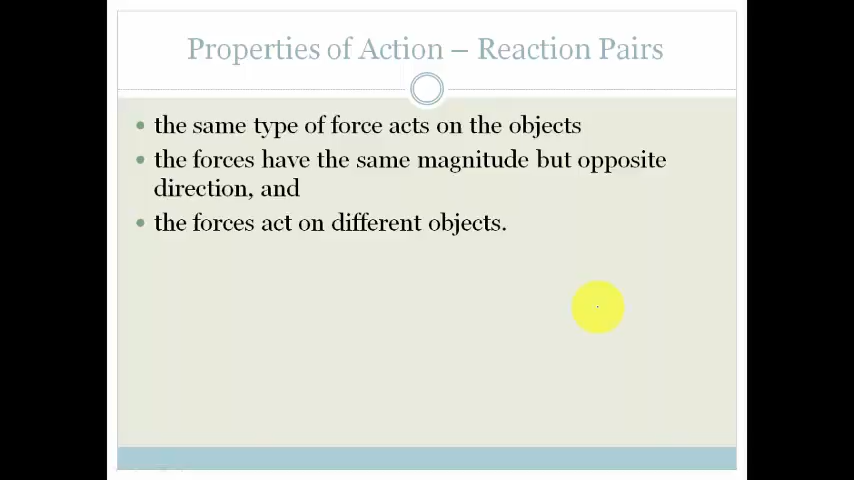 Properties of Action – Reaction Pairs
• the same type of force acts on the objects
• the forces have the same magnitude but opposite
direction, and
• the forces act on different objects.